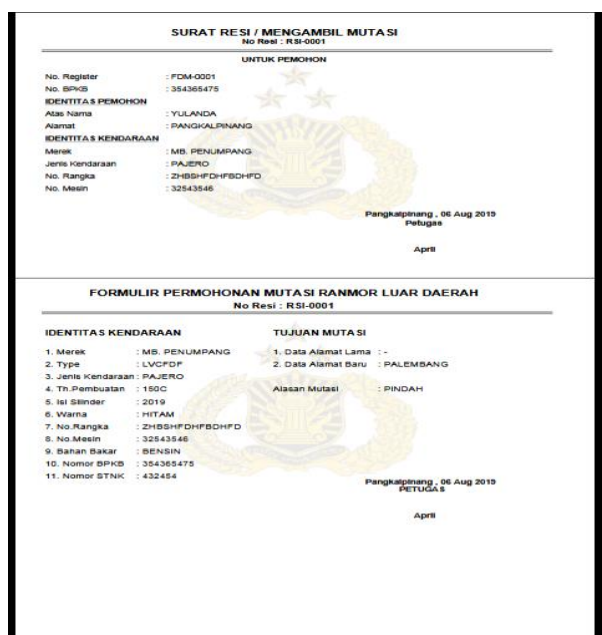 SURAT RESI / MENGAMBIL MUTASI
No Resi : RSI-0001
UNTUK PEMOHON
No. Register : FDM-0001
No. BPKB : 354365475
IDENTITAS PEMOHON
Atas Nama : YULANDA
Alamat : PANGKALPINANG
IDENTITAS KENDARAAN
Merek : MB. PENUMPANG
Jenis Kendaraan : PAJERO
No. Rangka : ZHBSHFDHFBDHFD
No. Mesin : 32543546
Pangkalpinang , 06 Aug 2019
Petugas
April
FORMULIR PERMOHONAN MUTASI RANMOR LUAR DAERAH
No Resi : RSI-0001
IDENTITAS KENDARAAN TUJUAN MUTASI
1. Merek : MB. PENUMPANG 1. Data Alamat Lama : -
2. Type : LVCFDF 2. Data Alamat Baru : PALEMBANG
3. Jenis Kendaraan : PAJERO
4. Th.Pembuatan : 150C Alasan Mutasi : PINDAH
5. Isi Silinder : 2019
6. Warna : HITAM
7. No.Rangka : ZHBSHFDHFBDHFD
8. No.Mesin : 32543546
9. Bahan Bakar : BENSIN
10. Nomor BPKB : 354365475
11. Nomor STNK : 432454
Pangkalpinang , 06 Aug 2019
PETUGAS
April